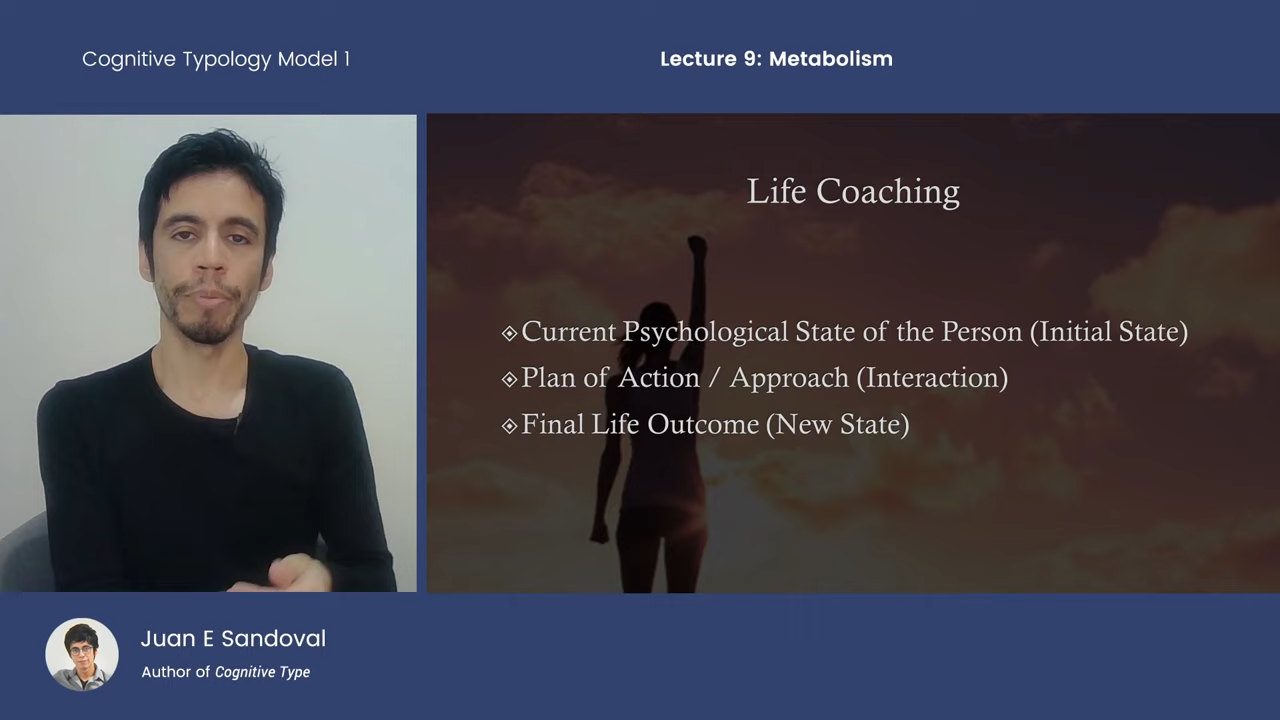 Cognitive Typology Model 1
Lecture 9: Metabolism
Life Coaching
Current Psychological State of the Person (Initial State)
Plan of Action / Approach (Interaction)
Final Life Outcome (New State)
Juan E Sandoval
Author of Cognitive Type